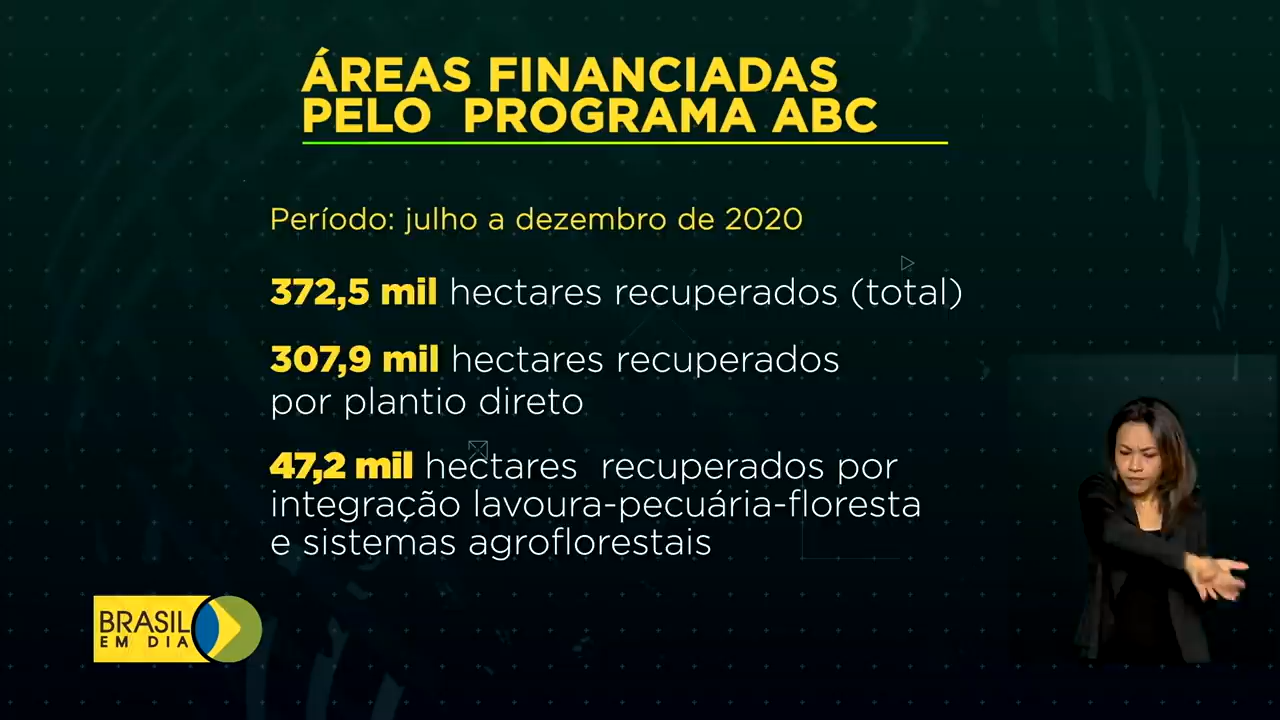 ÁREAS FINANCIADAS
PELO PROGRAMA ABC
Período: julho a dezembro de 2020
372,5 mil hectares recuperados (total)
307,9 mil hectares recuperados
por plantio direto
47,2 mil hectares recuperados por
integração lavoura-pecuária-floresta
e sistemas agroflorestais
BRASIL
EM DIA